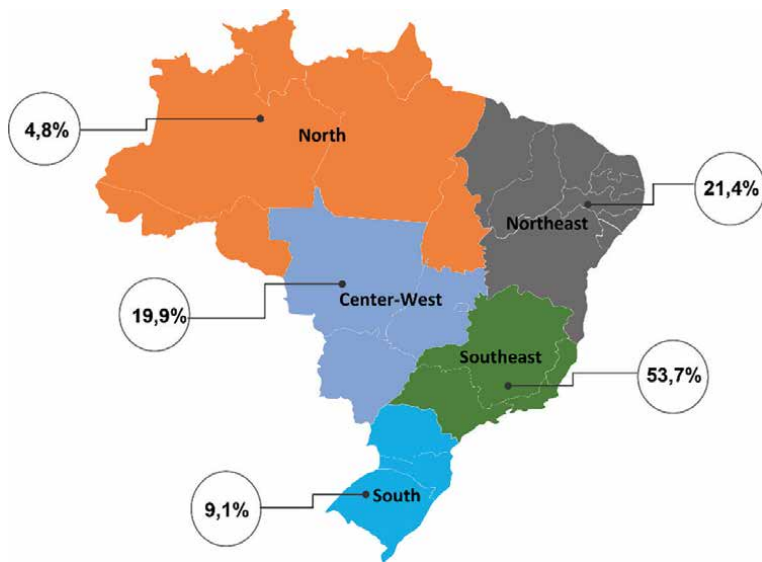 4,8%
North
21,4%
Northeast
19,9%
Center-West
Southeast
53,7%
9,1%
South